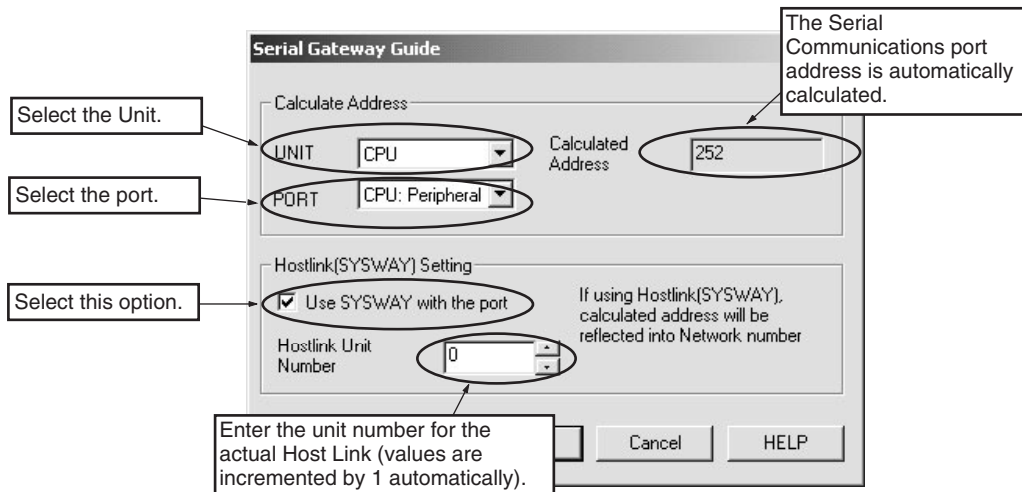 The Serial
Communications port
address is automatically
calculated.
Serial Gateway Guide
Select the Unit.
Calculate Address
UNIT
CPU
Calculated
Address
252
Select the port.
PORT
CPU: Peripheral
Hostlink(SYSWAY) Setting
Select this option.
Use SYSWAY with the port
If using Hostlink(SYSWAY),
calculated address will be
reflected into Network number
Hostlink Unit
Number
0
Enter the unit number for the
actual Host Link (values are
incremented by 1 automatically).
Cancel
HELP